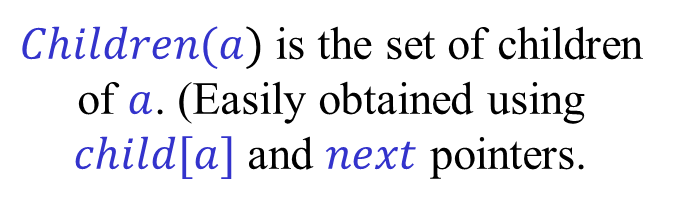 Children(a) is the set of children
of a. (Easily obtained using
child[a] and next pointers.